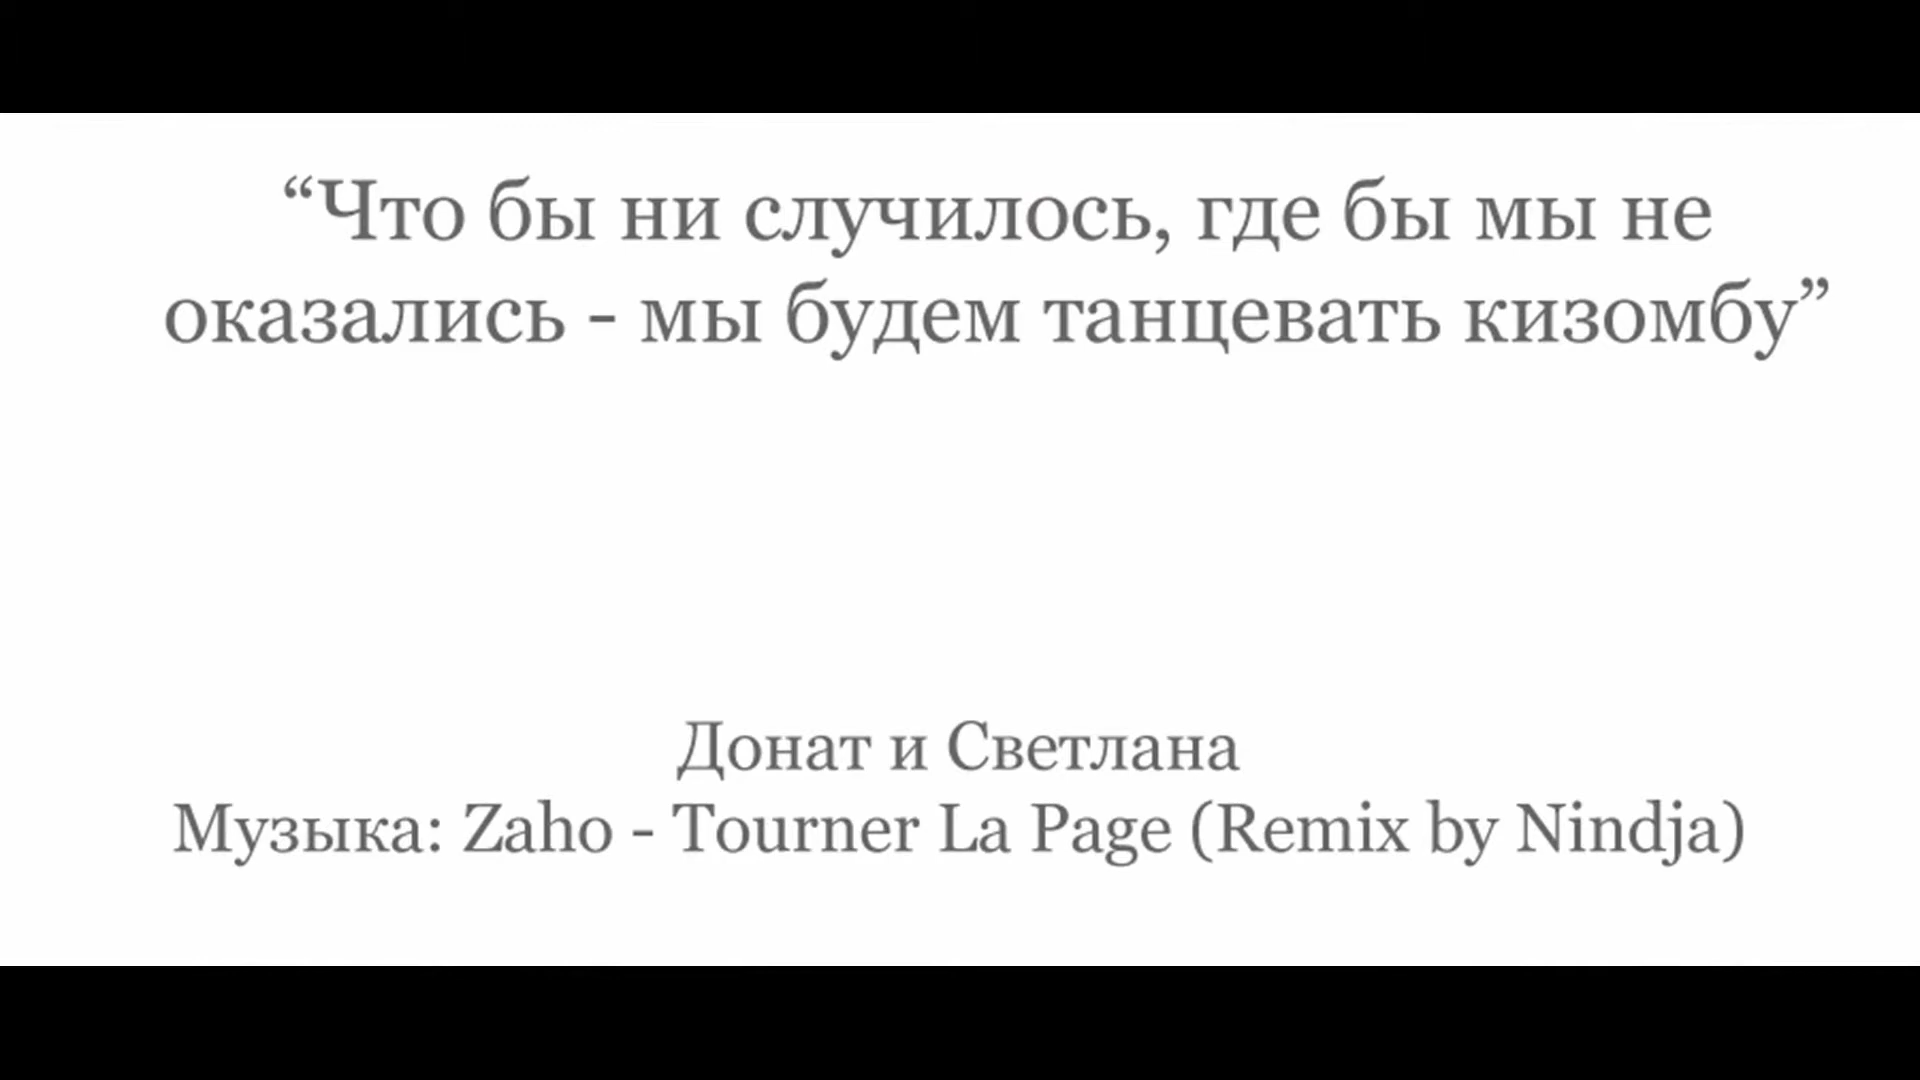 “Что бы ни случилось, где бы мы не
оказались - мы будем танцевать кизомбу”
Донат и Светлана
Музыка: Zaho - Tourner La Page (Remix by Nindja)